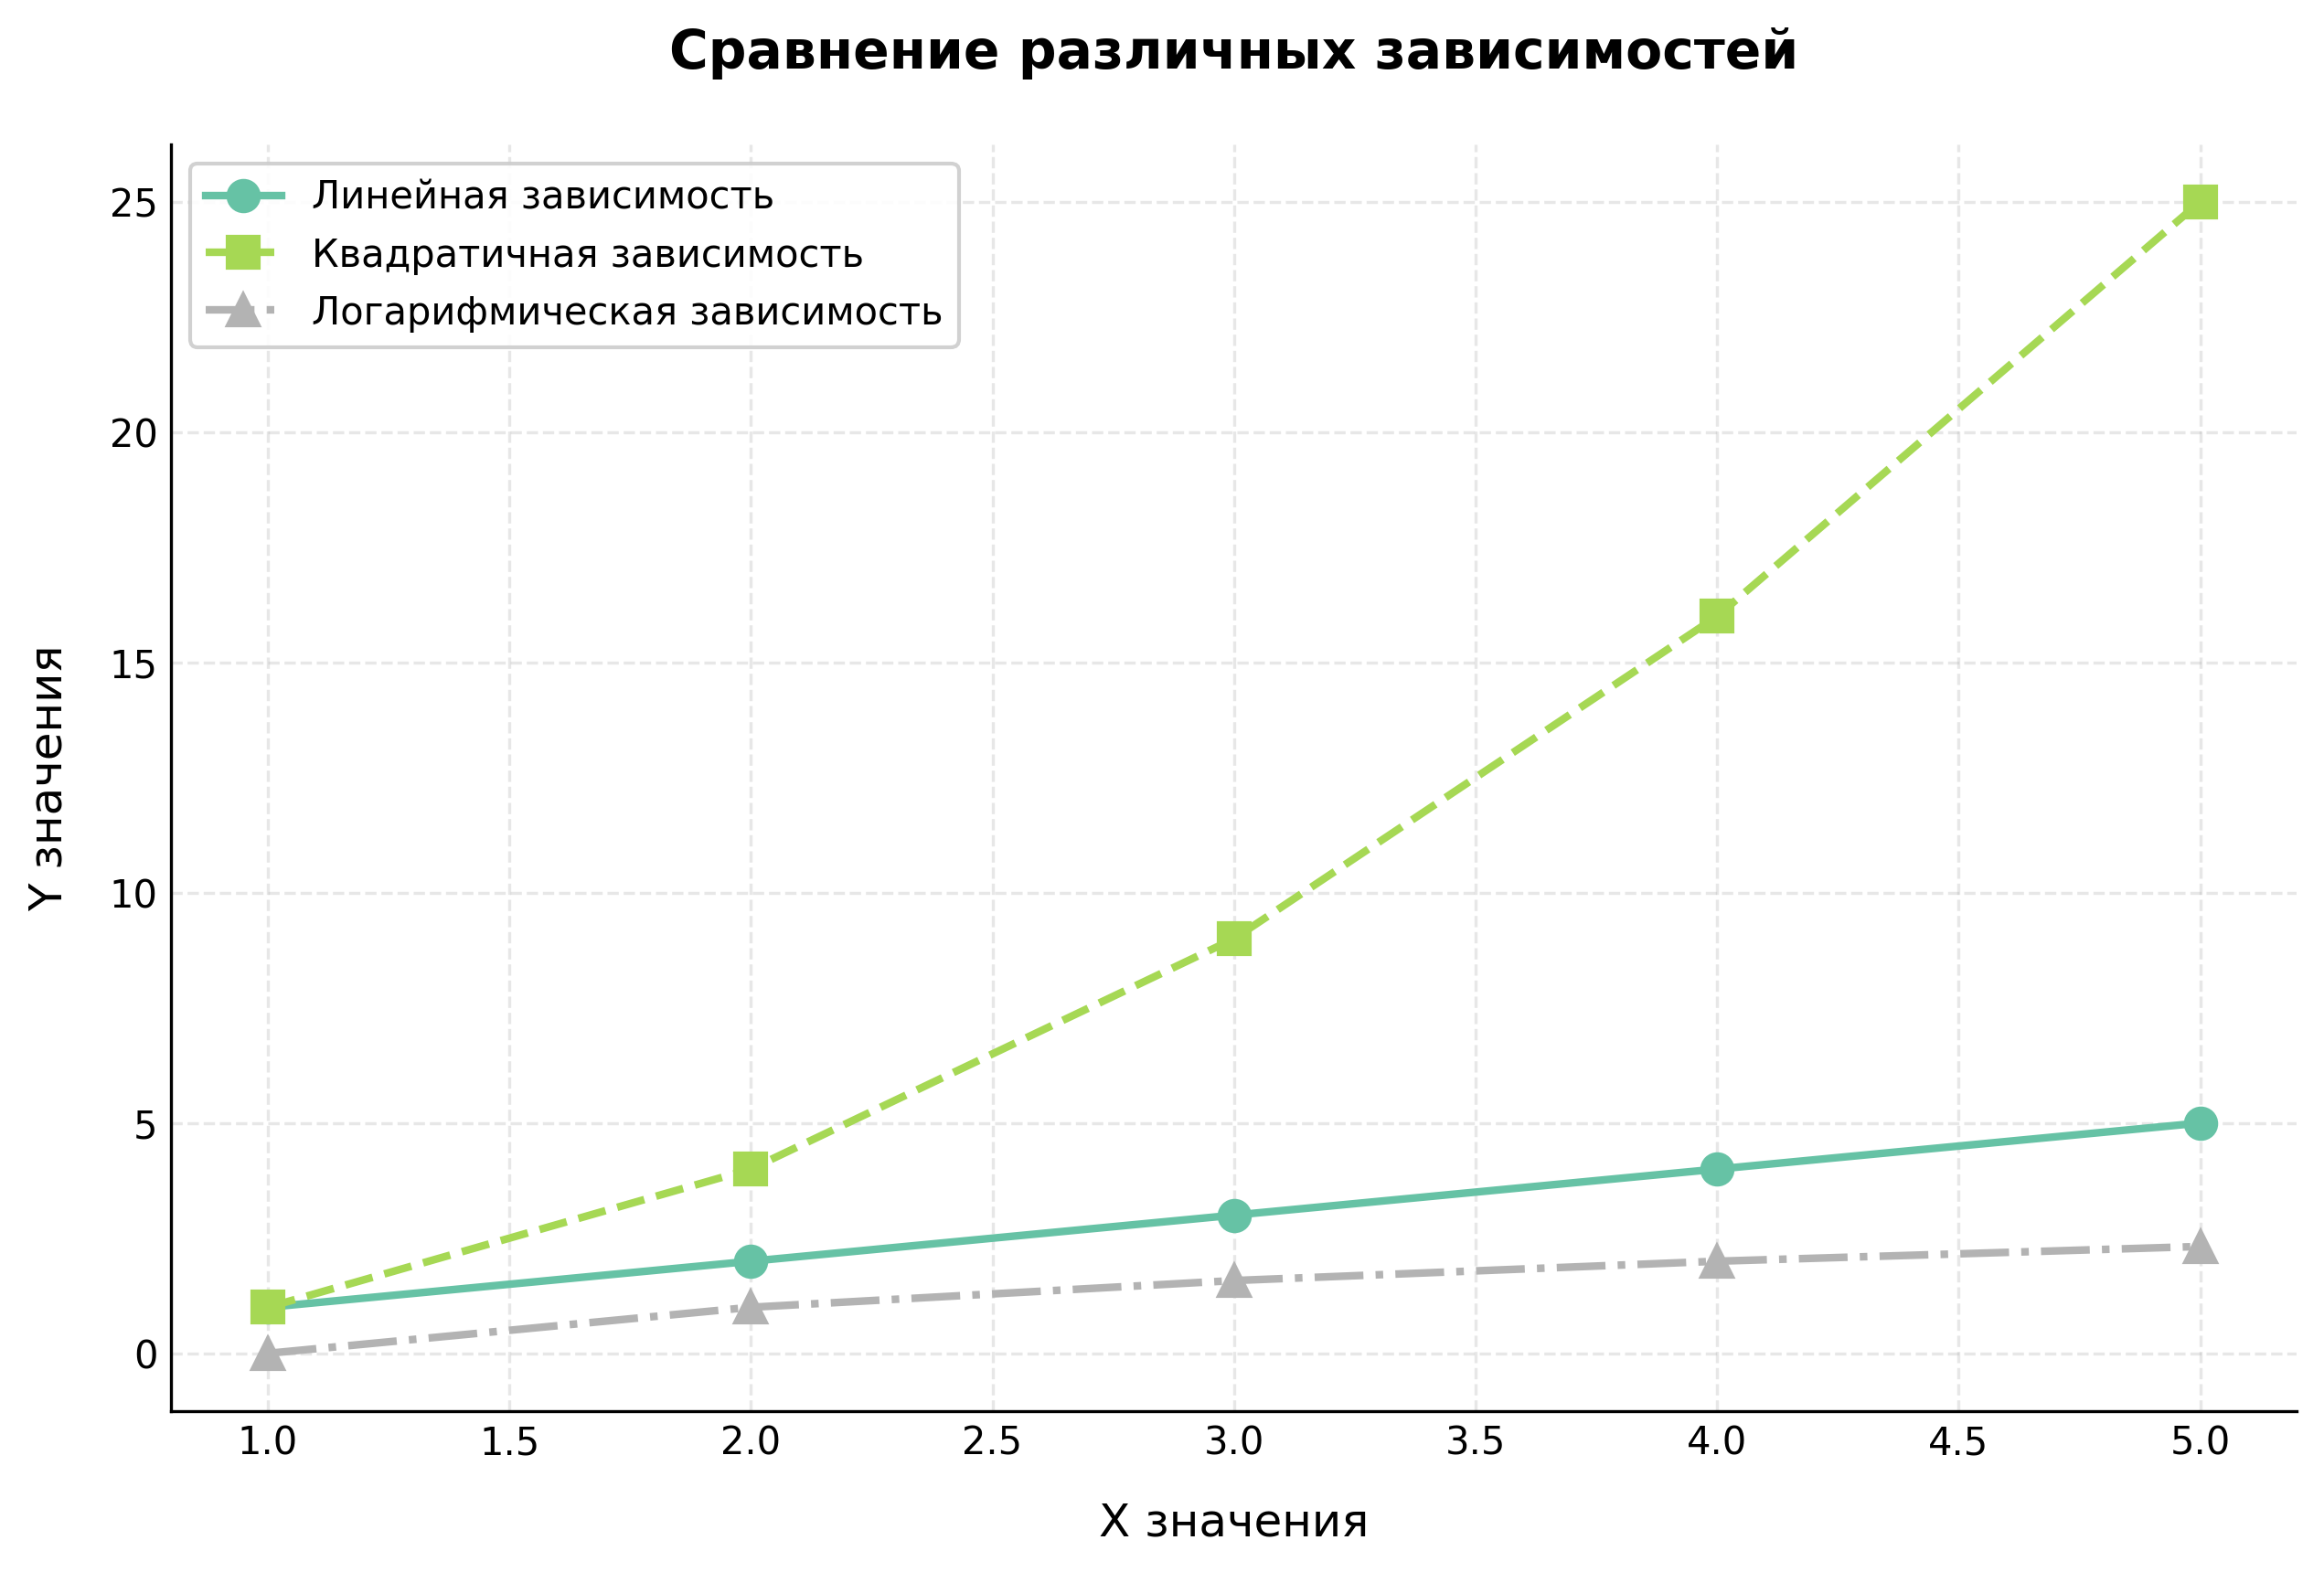 Сравнение различных зависимостей
Линейная зависимость
Квадратичная зависимость
Логарифмическая зависимость
Y значения
25
20
15
10
5
0
1.0 1.5 2.0 2.5 3.0 3.5 4.0 4.5 5.0
X значения